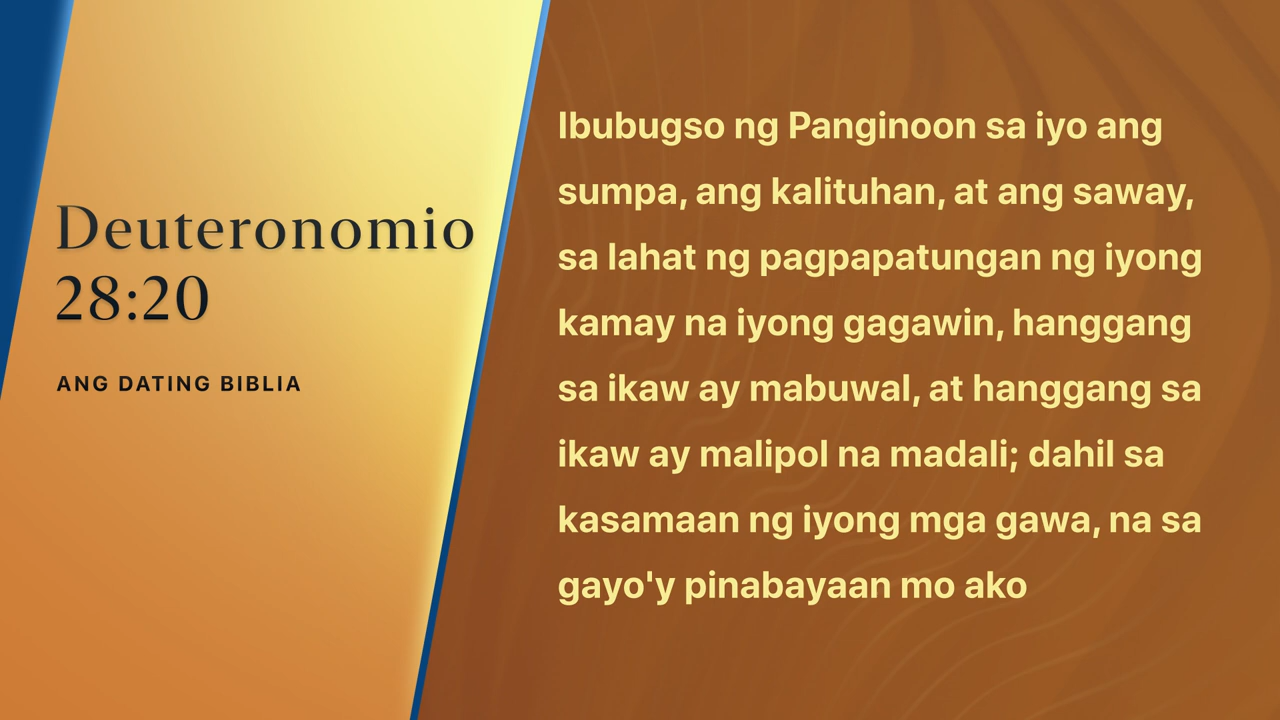 Deuteronomio
28:20
ANG DATING BIBLIA
Ibubugso ng Panginoon sa iyo ang
sumpa, ang kalituhan, at ang saway,
sa lahat ng pagpapatungan ng iyong
kamay na iyong gagawin, hanggang
sa ikaw ay mabuwal, at hanggang sa
ikaw ay malipol na madali; dahil sa
kasamaan ng iyong mga gawa, na sa
gayo'y pinabayaan mo ako